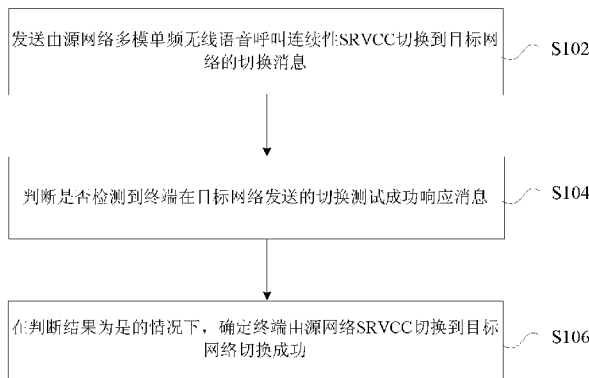 发送由源网络多模单频无线语音呼叫连续性SRVCC切换到目标网
络的切换消息
S102
判断是否检测到终端在目标网络发送的切换测试成功响应消息
S104
在判断结果为是的情况下，确定终端由源网络SRVCC切换到目标
网络切换成功
S106